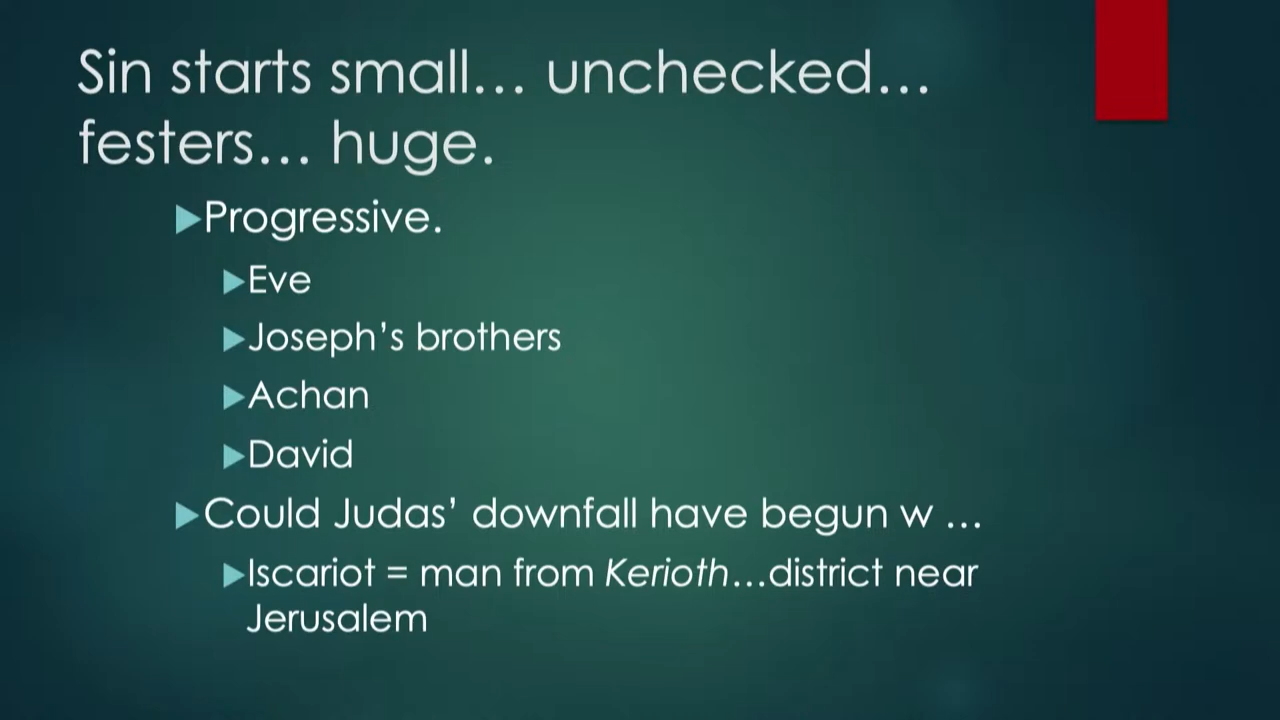 Sin starts small… unchecked…
festers… huge.
Progressive.
Eve
Joseph’s brothers
Achan
David
Could Judas’ downfall have begun w …
Iscariot = man from Kerioth…district near
Jerusalem